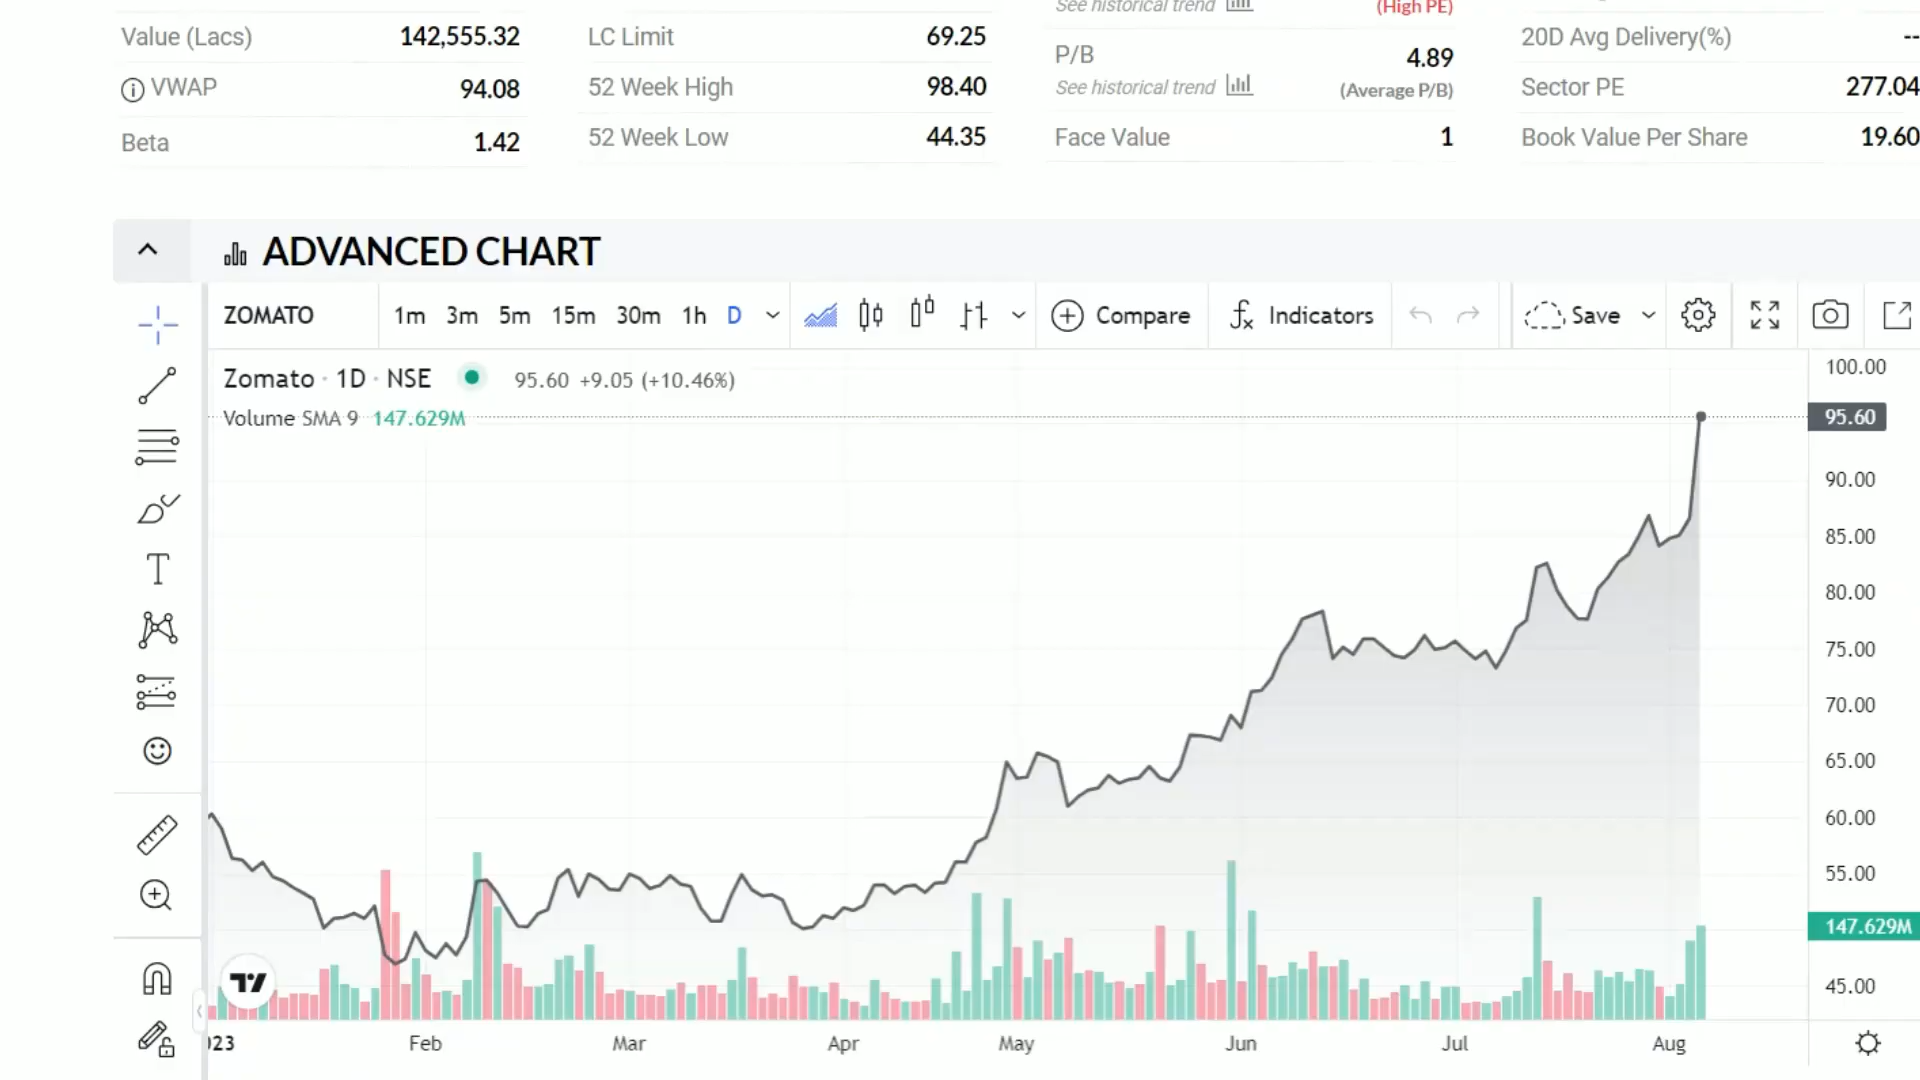 See historical trend (High PE)
Value (Lacs) 142,555.32 LC Limit 69.25 P/B 4.89 20D Avg Delivery(%) --
VWAP 94.08 52 Week High 98.40 See historical trend (Average P/B) Sector PE 277.04
Beta 1.42 52 Week Low 44.35 Face Value 1 Book Value Per Share 19.60
ADVANCED CHART
ZOMATO 1m 3m 5m 15m 30m 1h D Compare Indicators Save
Zomato · 1D · NSE 95.60 +9.05 (+10.46%)
Volume SMA 9 147.629M
100.00
95.60
90.00
85.00
80.00
75.00
70.00
65.00
60.00
55.00
147.629M
45.00
023 Feb Mar Apr May Jun Jul Aug